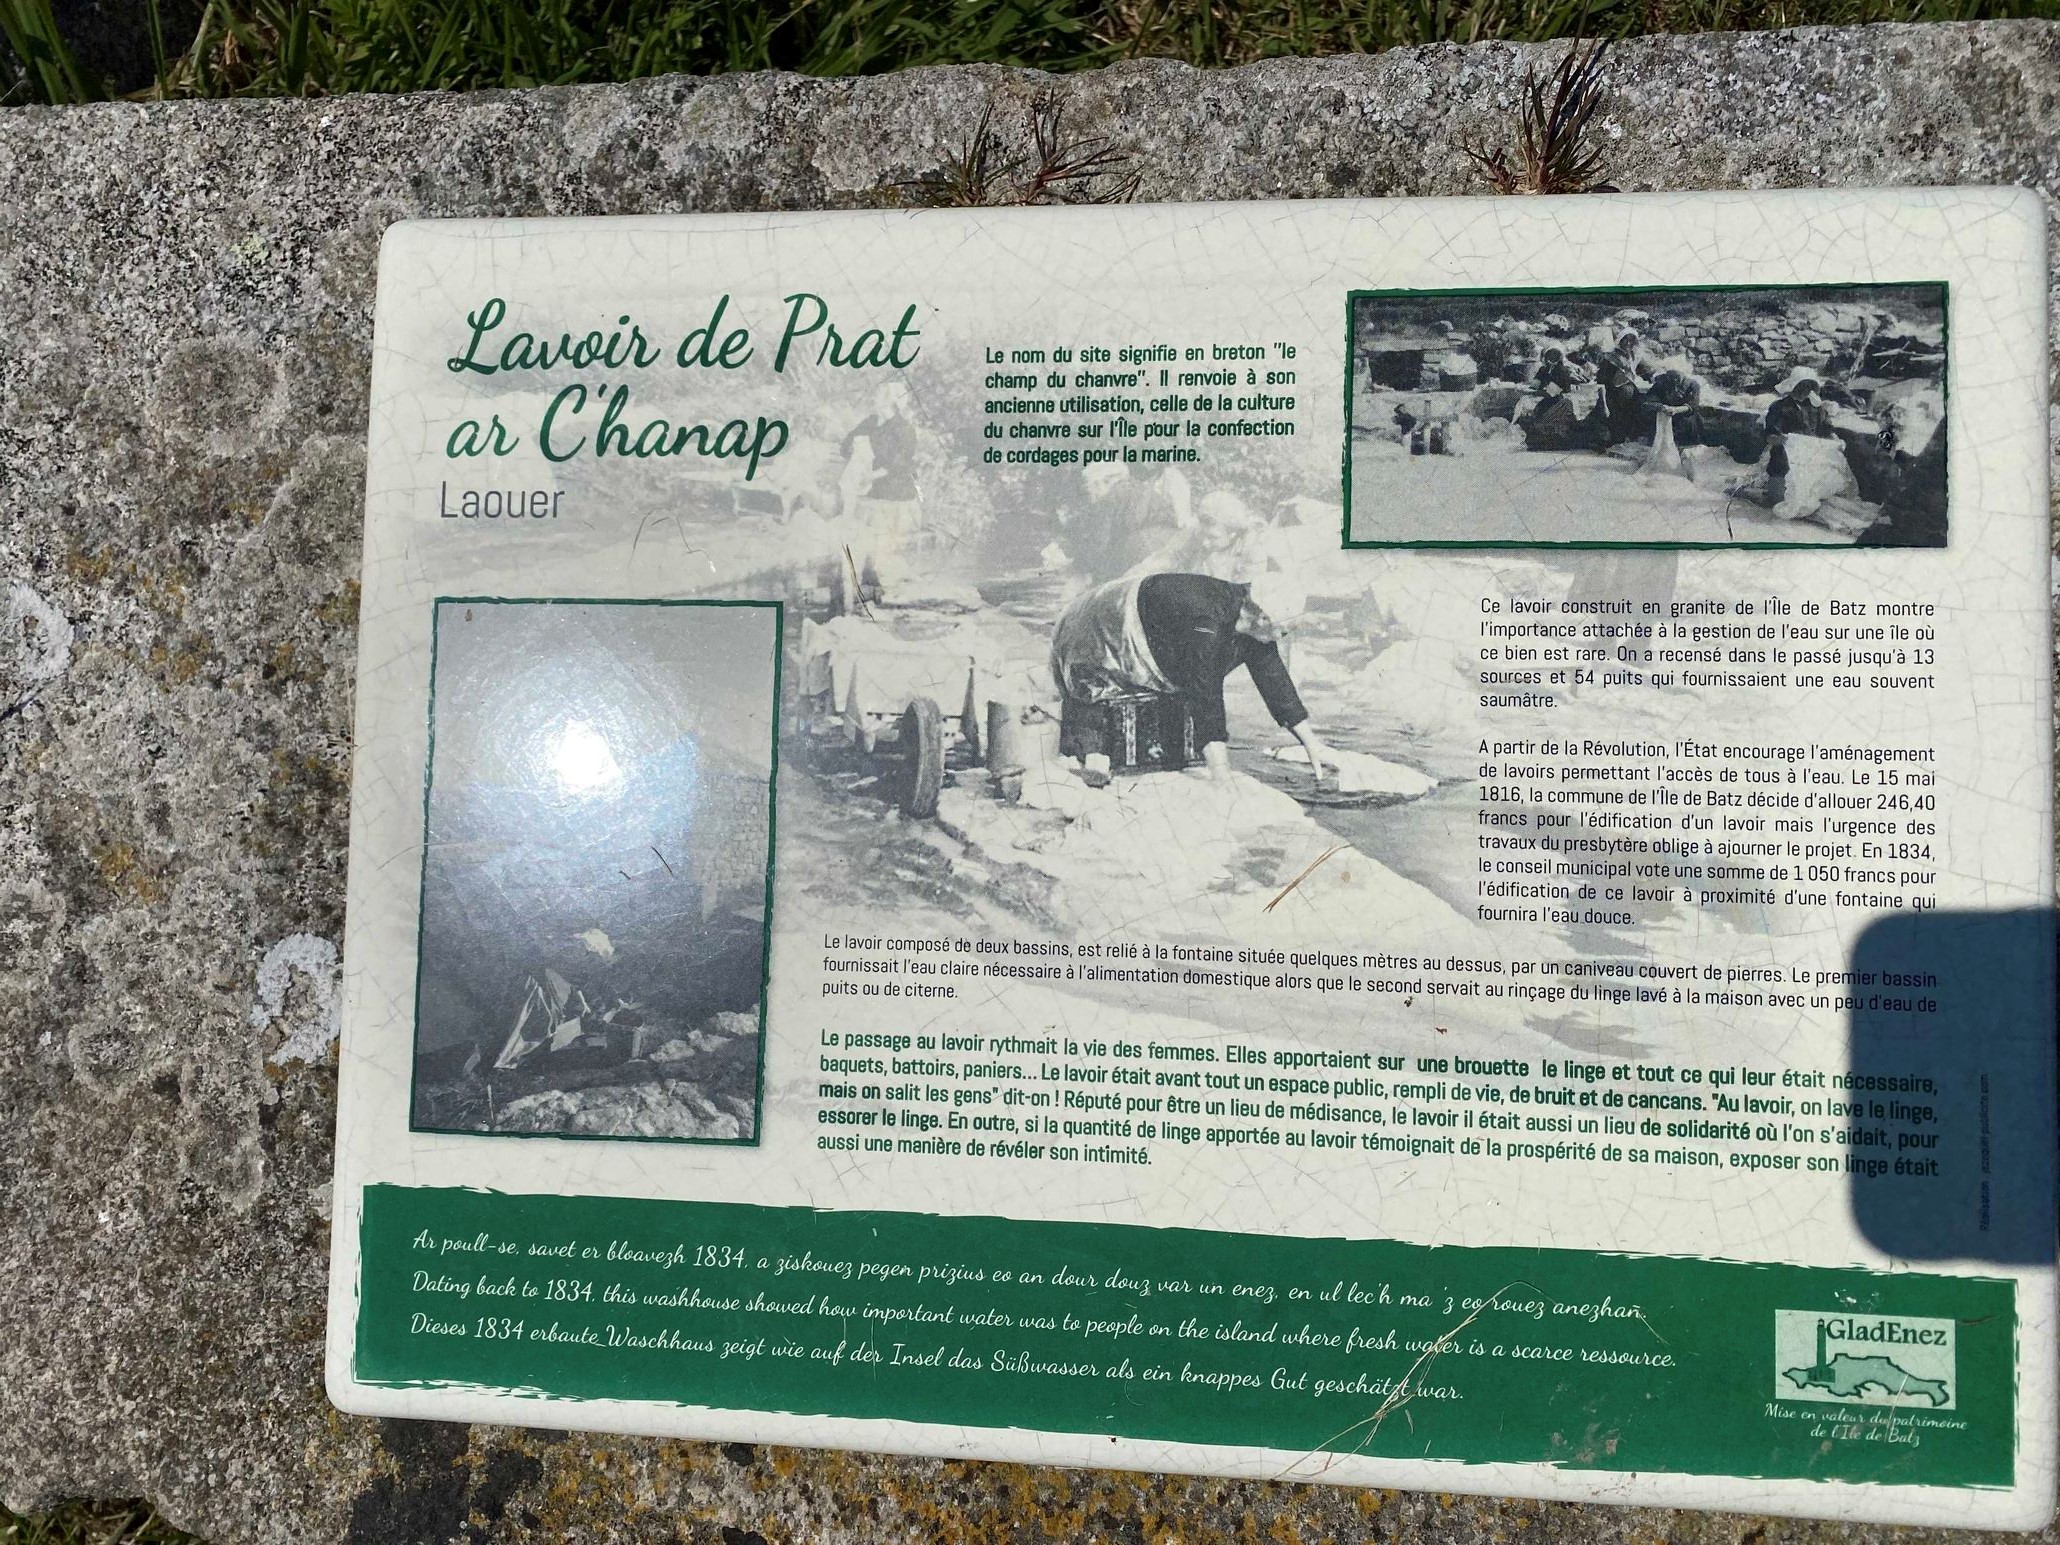 Lavoir de Prat
ar C'hanap
Laouer
Le nom du site signifie en breton "le
champ du chanvre". Il renvoie à son
ancienne utilisation, celle de la culture
du chanvre sur l'Île pour la confection
de cordages pour la marine.
Ce lavoir construit en granite de l'Île de Batz montre
l'importance attachée à la gestion de l'eau sur une île où
ce bien est rare. On a recensé dans le passé jusqu'à 13
sources et 54 puits qui fournissaient une eau souvent
saumâtre.
A partir de la Révolution, l'État encourage l'aménagement
de lavoirs permettant l'accès de tous à l'eau. Le 15 mai
1816, la commune de l'Île de Batz décide d'allouer 246,40
francs pour l'édification d'un lavoir mais l'urgence des
travaux du presbytère oblige à ajourner le projet. En 1834,
le conseil municipal vote une somme de 1 050 francs pour
l'édification de ce lavoir à proximité d'une fontaine qui
fournira l'eau douce.
Le lavoir composé de deux bassins, est relié à la fontaine située quelques mètres au dessus, par un caniveau couvert de pierres. Le premier bassin
fournissait l'eau claire nécessaire à l'alimentation domestique alors que le second servait au rinçage du linge lavé à la maison avec un peu d'eau de
puits ou de citerne.
Le passage au lavoir rythmait la vie des femmes. Elles apportaient sur une brouette le linge et tout ce qui leur était nécessaire,
baquets, battoirs, paniers... Le lavoir était avant tout un espace public, rempli de vie, de bruit et de cancans. "Au lavoir, on lave le linge,
mais on salit les gens" dit-on ! Réputé pour être un lieu de médisance, le lavoir il était aussi un lieu de solidarité où l'on s'aidait, pour
essorer le linge. En outre, si la quantité de linge apportée au lavoir témoignait de la prospérité de sa maison, exposer son linge était
aussi une manière de révéler son intimité.
Ar poull-se, savet er bloavezh 1834, a ziskouez pegen prizius eo an dour douz var un enez, en ul lec'h ma 'z eo rouez anezhañ.
Dating back to 1834, this washhouse showed how important water was to people on the island where fresh water is a scarce ressource.
Dieses 1834 erbaute Waschhaus zeigt wie auf der Insel das Süßwasser als ein knappes Gut geschätzt war.
GladEnez
Mise en valeur du patrimoine
de l'Île de Batz